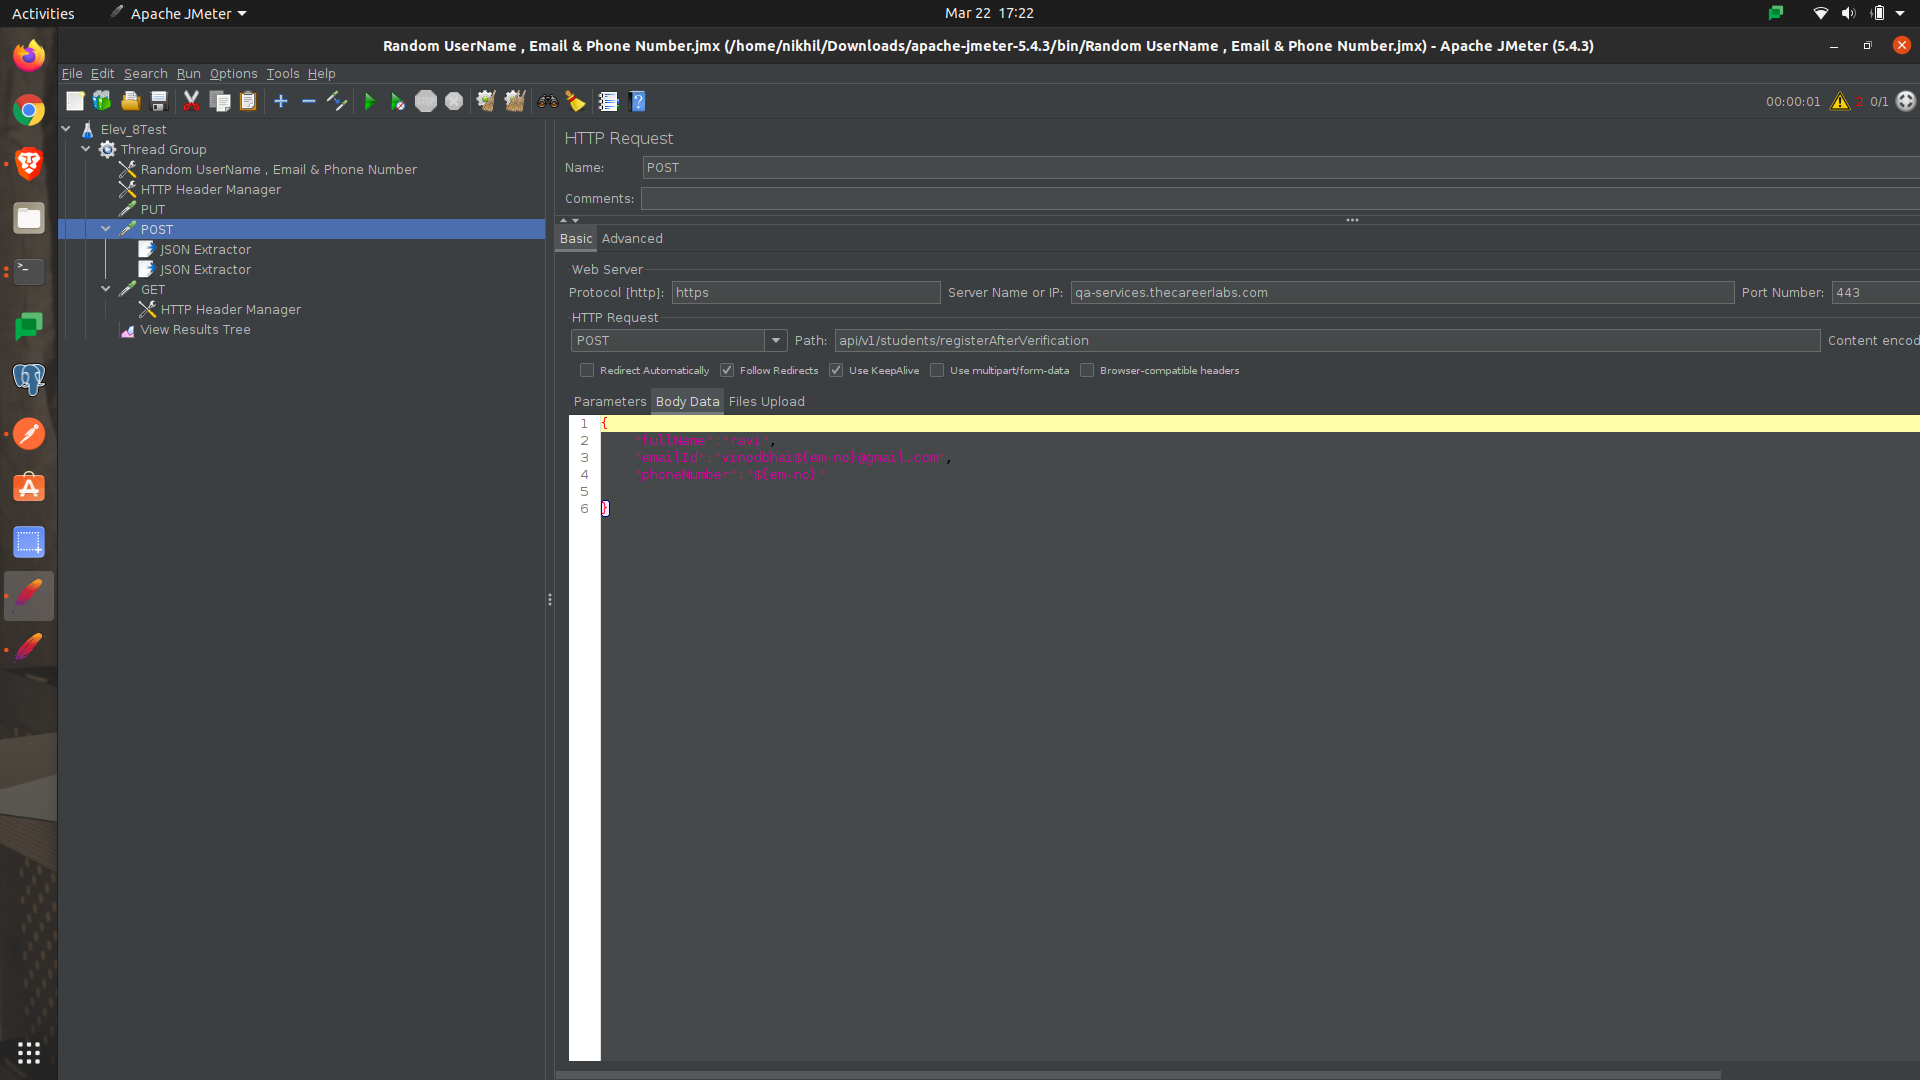 Activities
Apache JMeter
Mar 22 17:22
Random UserName , Email & Phone Number.jmx (/home/nikhil/Downloads/apache-jmeter-5.4.3/bin/Random UserName , Email & Phone Number.jmx) - Apache JMeter (5.4.3)
File Edit Search Run Options Tools Help
STOP
00:00:01 2 0/1
Elev_8Test
Thread Group
Random UserName , Email & Phone Number
HTTP Header Manager
PUT
POST
JSON Extractor
JSON Extractor
GET
HTTP Header Manager
View Results Tree
HTTP Request
Name: POST
Comments:
Basic Advanced
Web Server
Protocol [http]: https Server Name or IP: qa-services.thecareerlabs.com Port Number: 443
HTTP Request
POST Path: api/v1/students/registerAfterVerification Content encod
Redirect Automatically Follow Redirects Use KeepAlive Use multipart/form-data Browser-compatible headers
Parameters Body Data Files Upload
1 {
2 "fullName":"ravi",
3 "emailId":"vinodbhai${em-no}@gmail.com",
4 "phoneNumber":"${em-no}"
5
6 }